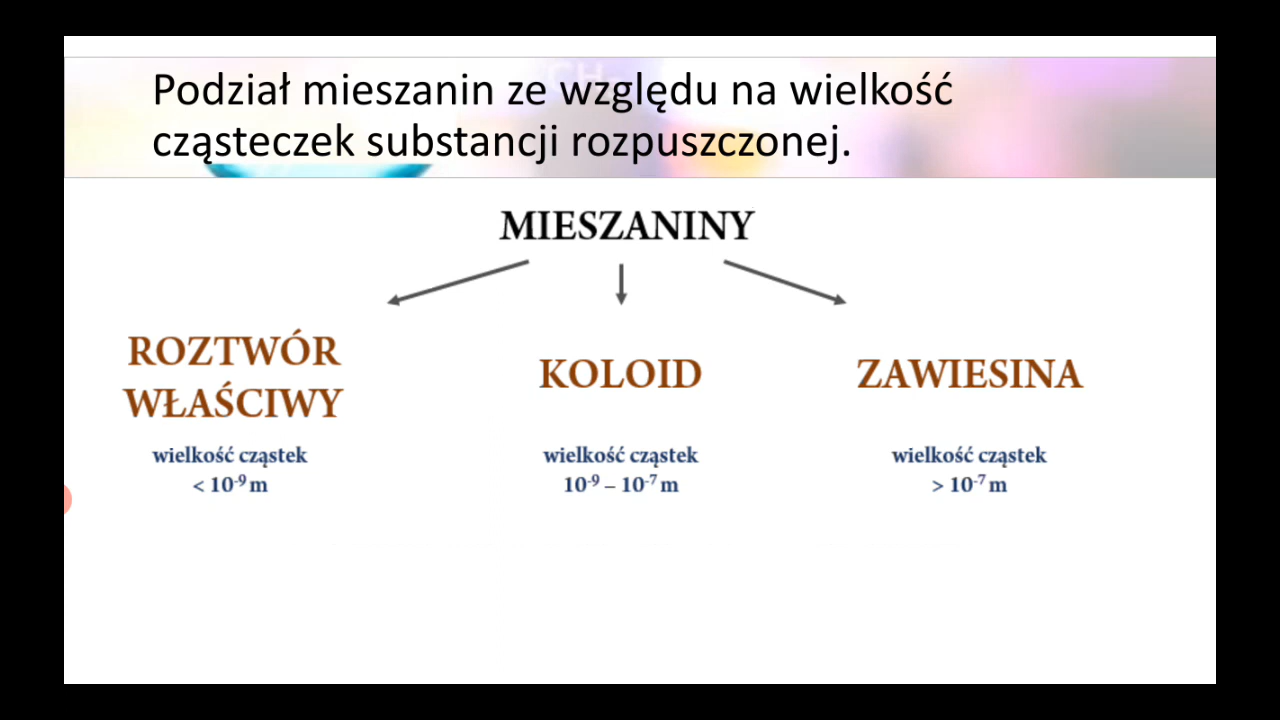 Podział mieszanin ze względu na wielkość
cząsteczek substancji rozpuszczonej.
MIESZANINY
ROZTWÓR
WŁAŚCIWY
wielkość cząstek
< 10⁻⁹ m
KOLOID
wielkość cząstek
10⁻⁹ – 10⁻⁷ m
ZAWIESINA
wielkość cząstek
> 10⁻⁷ m